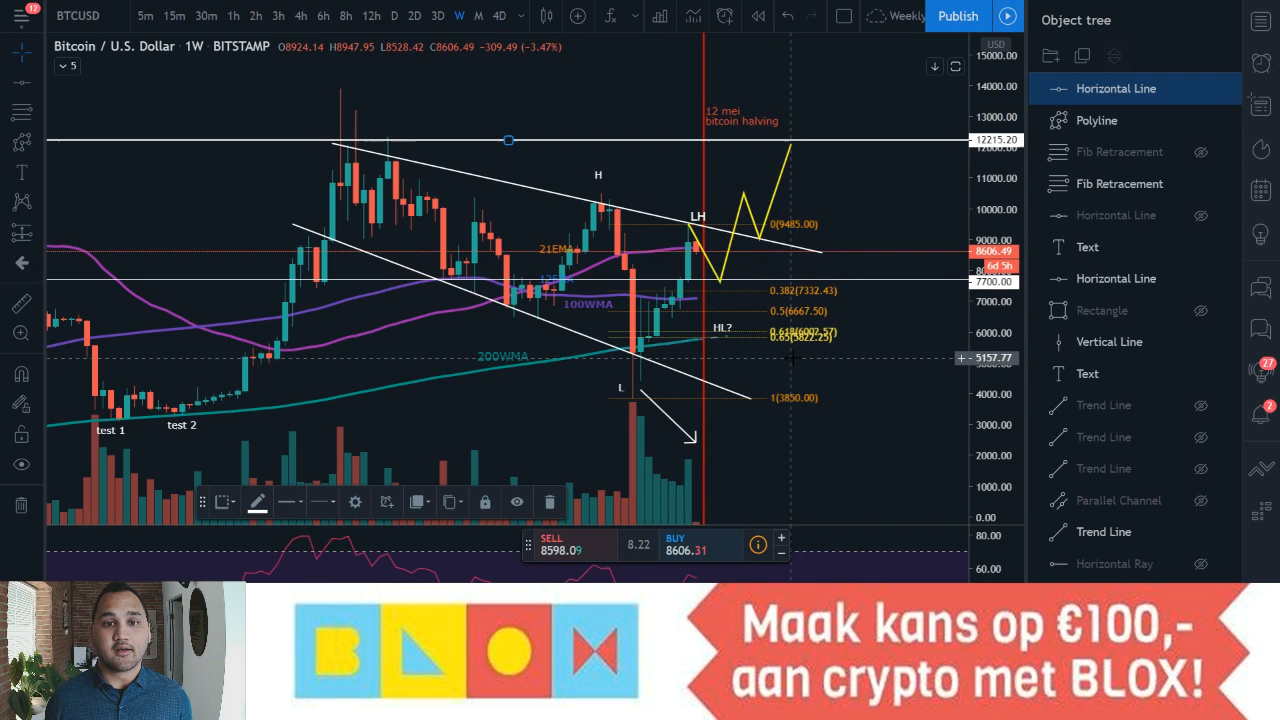 12
BTCUSD
5m 15m 30m 1h 2h 3h 4h 6h 8h 12h D 2D 3D W M 4D
Weekly
Publish
Object tree
Bitcoin / U.S. Dollar 1W BITSTAMP O8924.14 H8947.95 L8528.42 C8606.49 −309.49 (−3.47%)
5
USD
15000.00
14000.00
13000.00
12215.20
12000.00
11000.00
10000.00
9000.00
8606.49
6d 5h
7700.00
7000.00
6000.00
5157.77
4000.00
3000.00
2000.00
1000.00
0.00
80.00
60.00
12 mei
bitcoin halving
H
LH
0(9485.00)
21EMA
100WMA
0.382(7332.43)
0.5(6667.50)
HL?
0.65(5822.25)
200WMA
L
1(3850.00)
test 1
test 2
SELL
8598.09
8.22
BUY
8606.31
Horizontal Line
Polyline
Fib Retracement
Fib Retracement
Horizontal Line
Text
Horizontal Line
Rectangle
Vertical Line
Text
Trend Line
Trend Line
Trend Line
Parallel Channel
Trend Line
Horizontal Ray
27
2
BLOX
Maak kans op €100,-
aan crypto met BLOX!